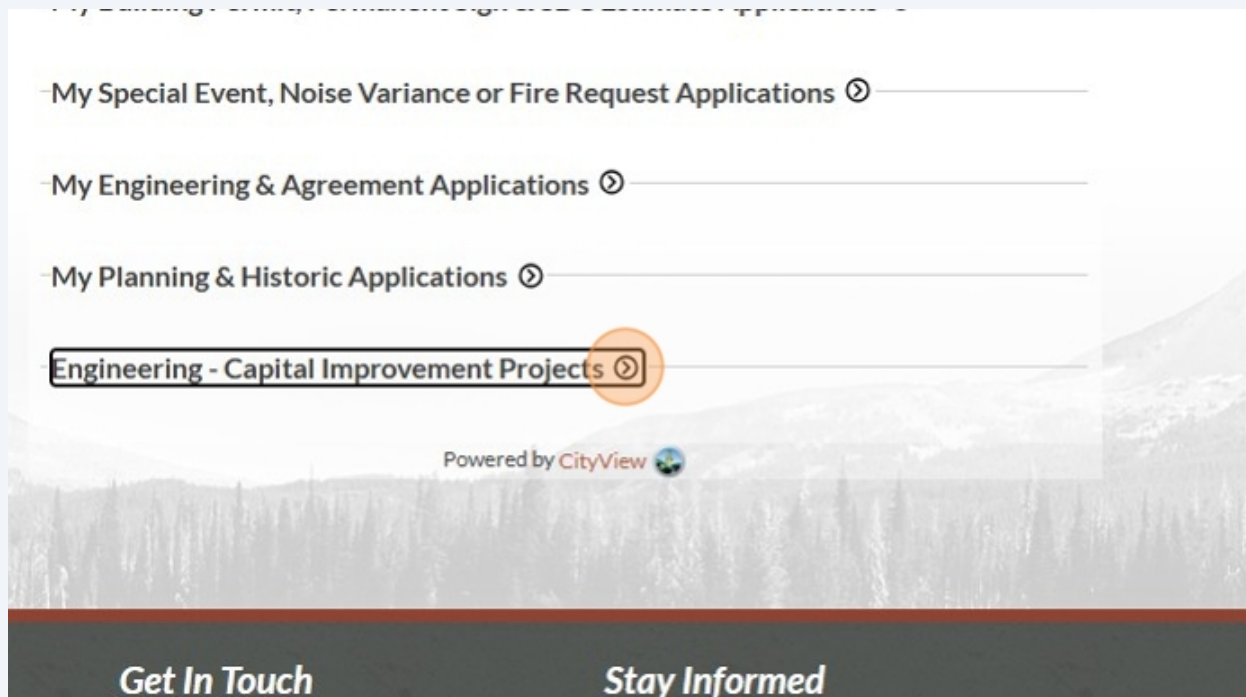 My Special Event, Noise Variance or Fire Request Applications
My Engineering & Agreement Applications
My Planning & Historic Applications
Engineering - Capital Improvement Projects
Powered by CityView
Get In Touch
Stay Informed